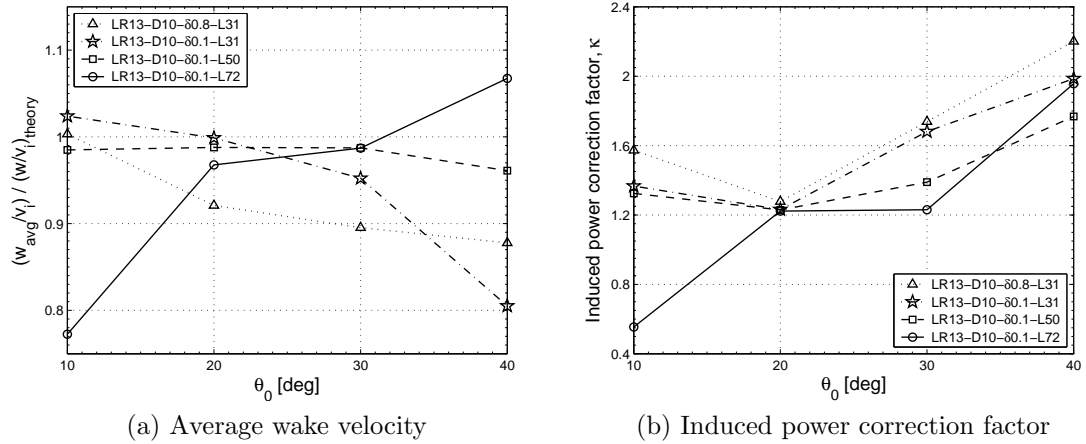 LR13−D10−δ0.8−L31
LR13−D10−δ0.1−L31
LR13−D10−δ0.1−L50
LR13−D10−δ0.1−L72
1.1
1
0.9
0.8
(w_avg/v_i) / (w/v_i)_theory
10
20
30
40
θ_0 [deg]
(a) Average wake velocity
2.4
2
1.6
1.2
0.8
0.4
Induced power correction factor, κ
LR13−D10−δ0.8−L31
LR13−D10−δ0.1−L31
LR13−D10−δ0.1−L50
LR13−D10−δ0.1−L72
10
20
30
40
θ_0 [deg]
(b) Induced power correction factor